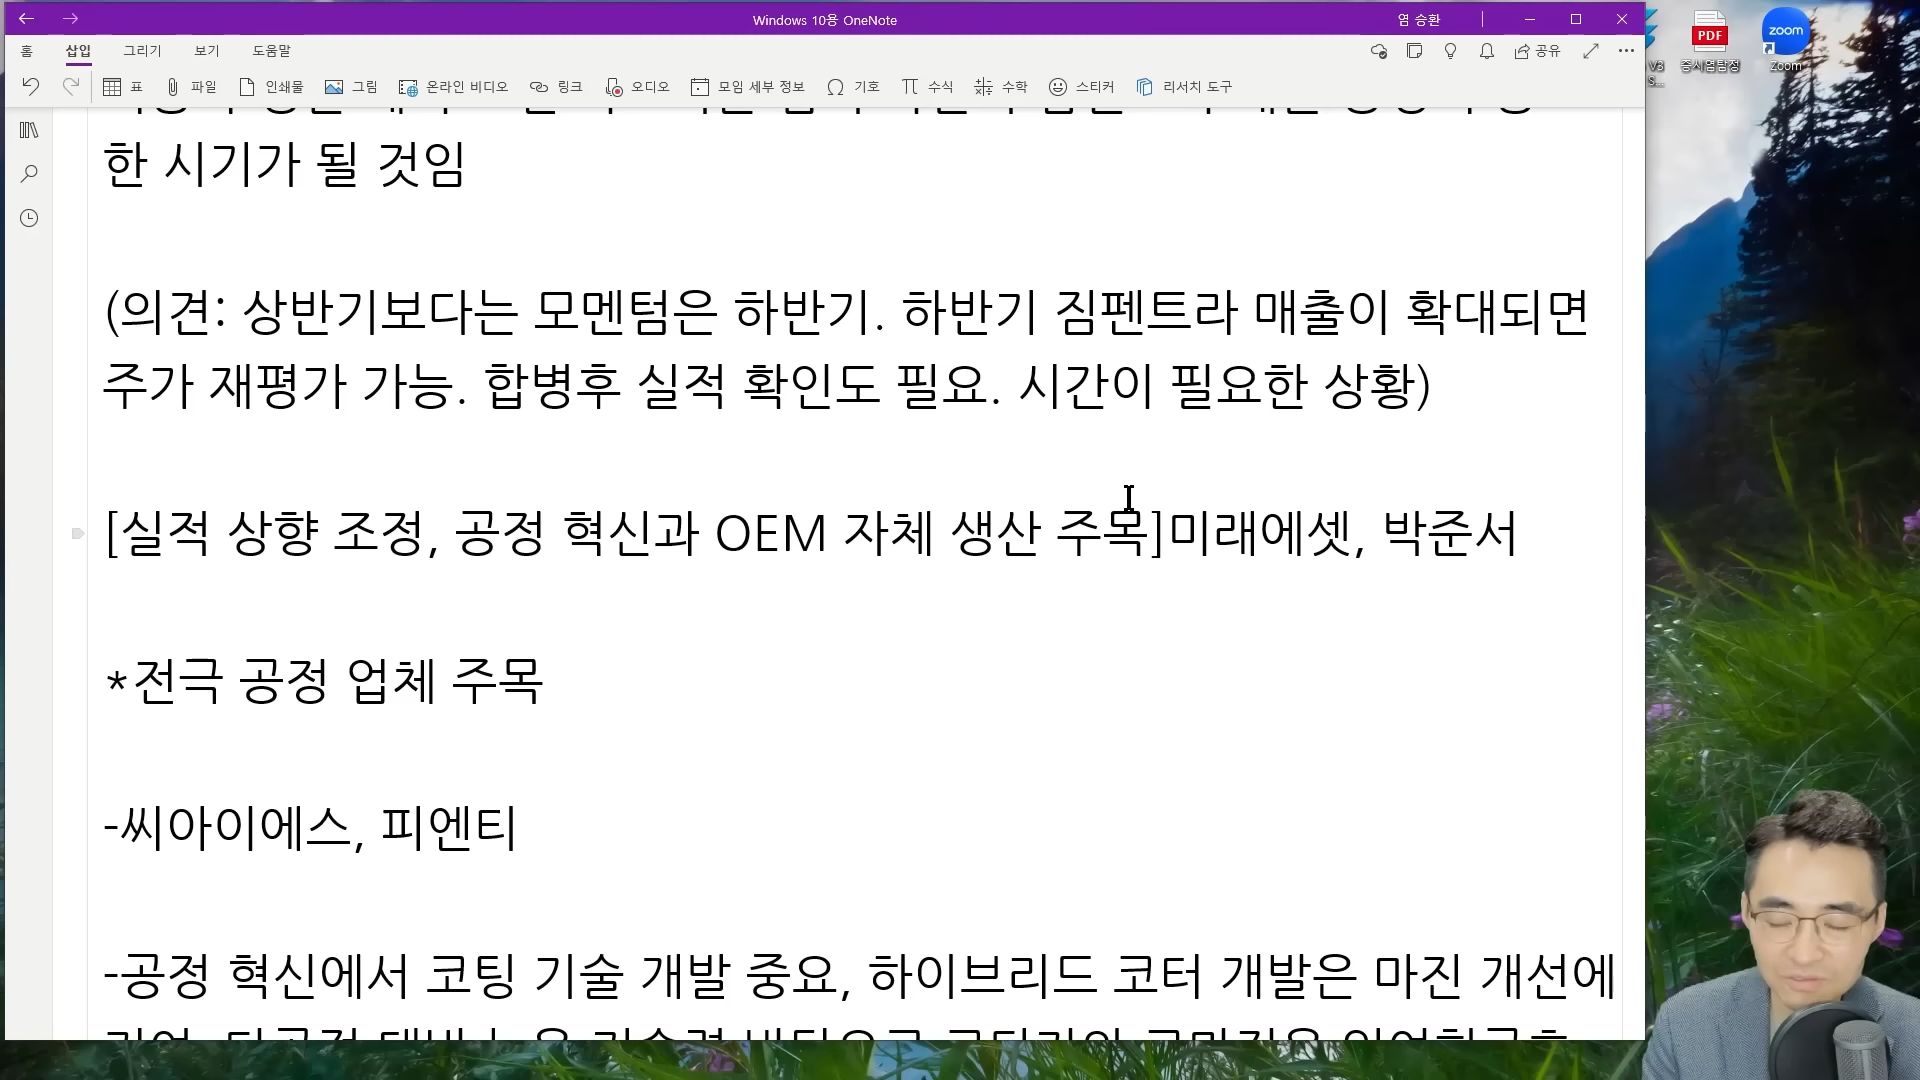 Windows 10용 OneNote
염 승환
홈 삽입 그리기 보기 도움말
공유
표 파일 인쇄물 그림 온라인 비디오 링크 오디오 모임 세부 정보 기호 수식 수학 스티커 리서치 도구
V3
S...
PDF
증시염탐정
zoom
Zoom
한 시기가 될 것임
(의견: 상반기보다는 모멘텀은 하반기. 하반기 짐펜트라 매출이 확대되면
주가 재평가 가능. 합병후 실적 확인도 필요. 시간이 필요한 상황)
[실적 상향 조정, 공정 혁신과 OEM 자체 생산 주목]미래에셋, 박준서
*전극 공정 업체 주목
-씨아이에스, 피엔티
-공정 혁신에서 코팅 기술 개발 중요, 하이브리드 코터 개발은 마진 개선에